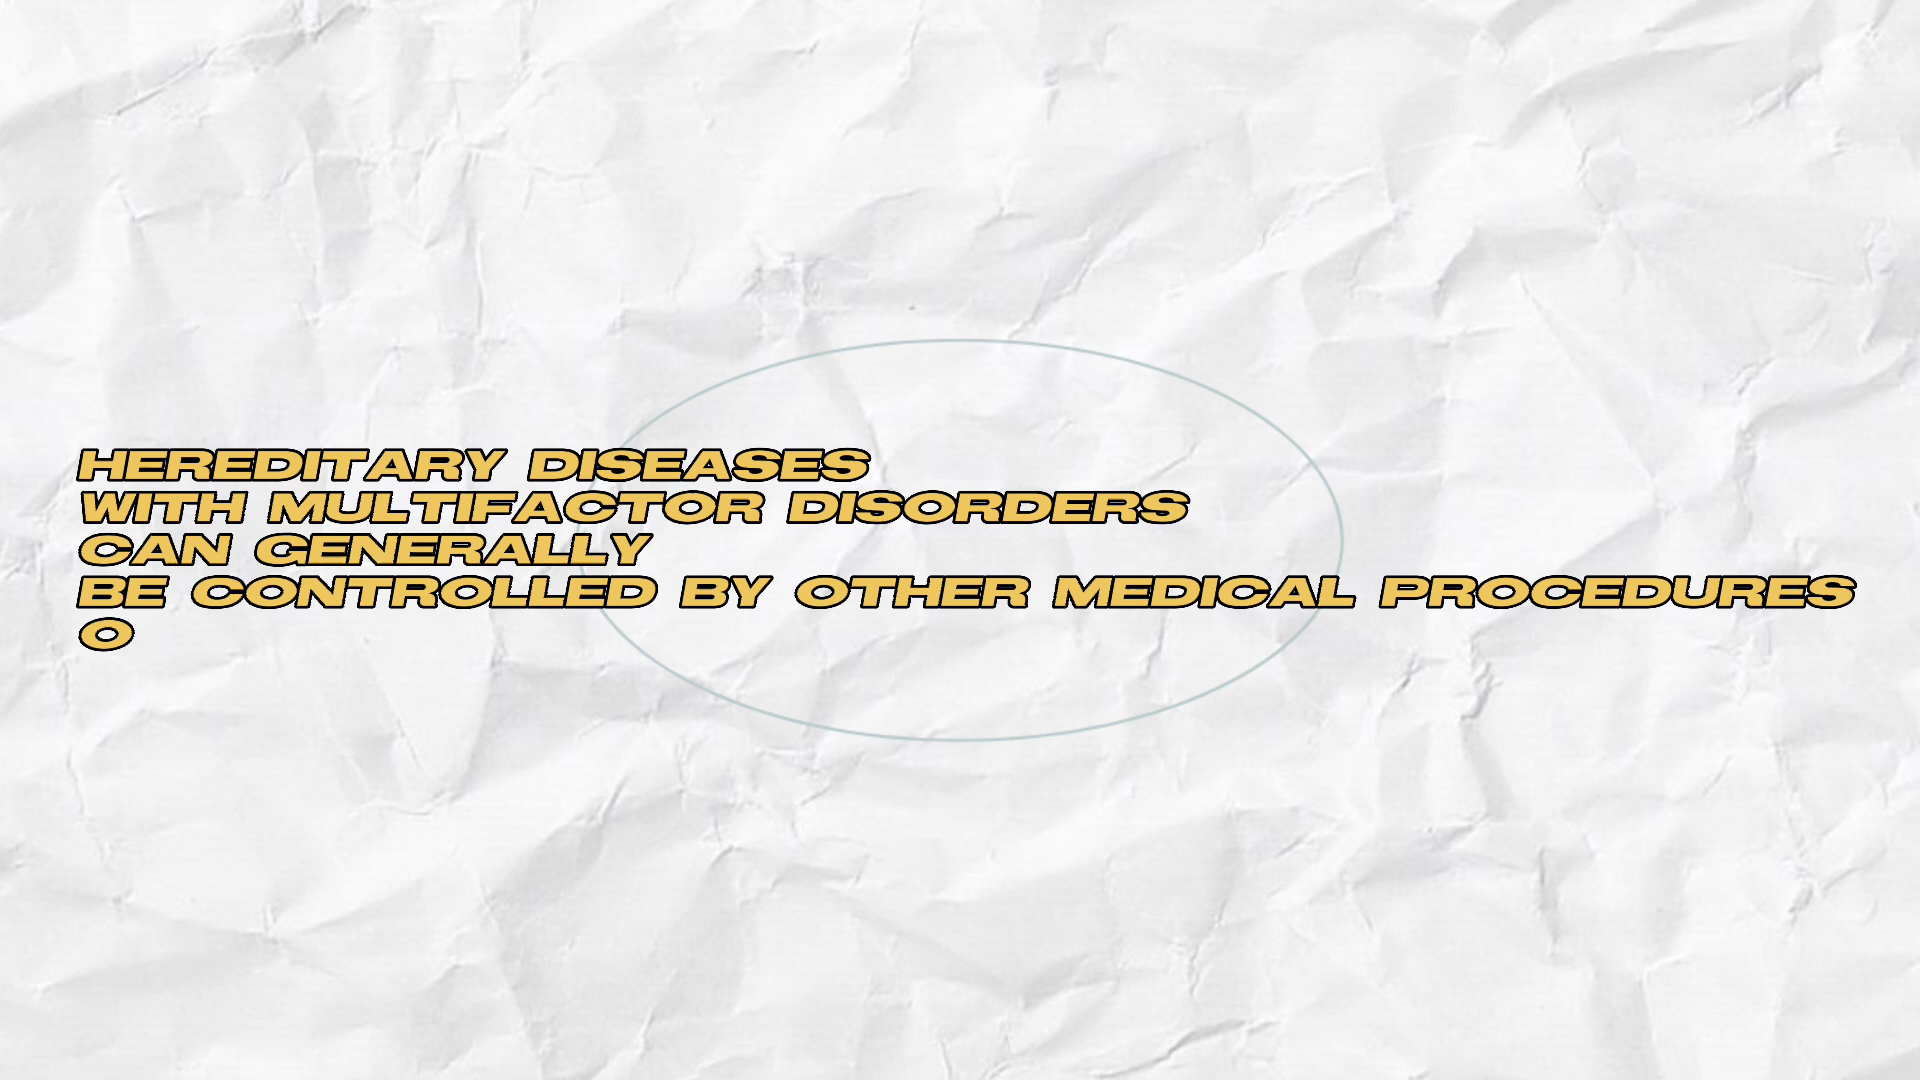 HEREDITARY DISEASES
WITH MULTIFACTOR DISORDERS
CAN GENERALLY
BE CONTROLLED BY OTHER MEDICAL PROCEDURES
O